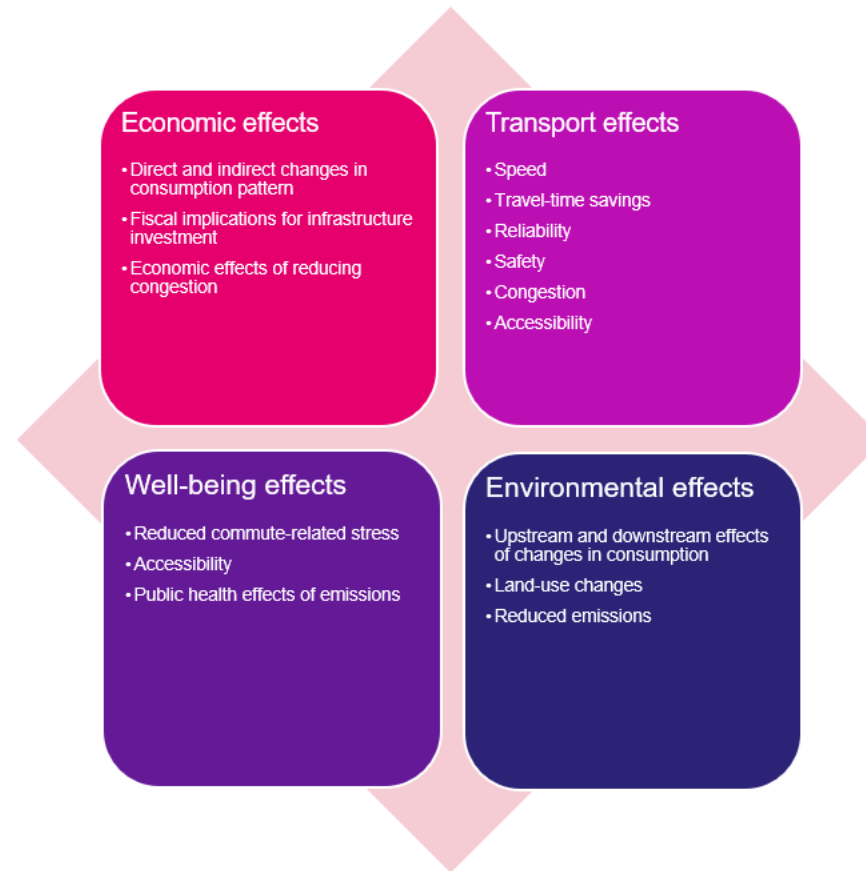 Economic effects
•Direct and indirect changes in
consumption pattern
•Fiscal implications for infrastructure
investment
•Economic effects of reducing
congestion
Transport effects
•Speed
•Travel-time savings
•Reliability
•Safety
•Congestion
•Accessibility
Well-being effects
•Reduced commute-related stress
•Accessibility
•Public health effects of emissions
Environmental effects
•Upstream and downstream effects
of changes in consumption
•Land-use changes
•Reduced emissions